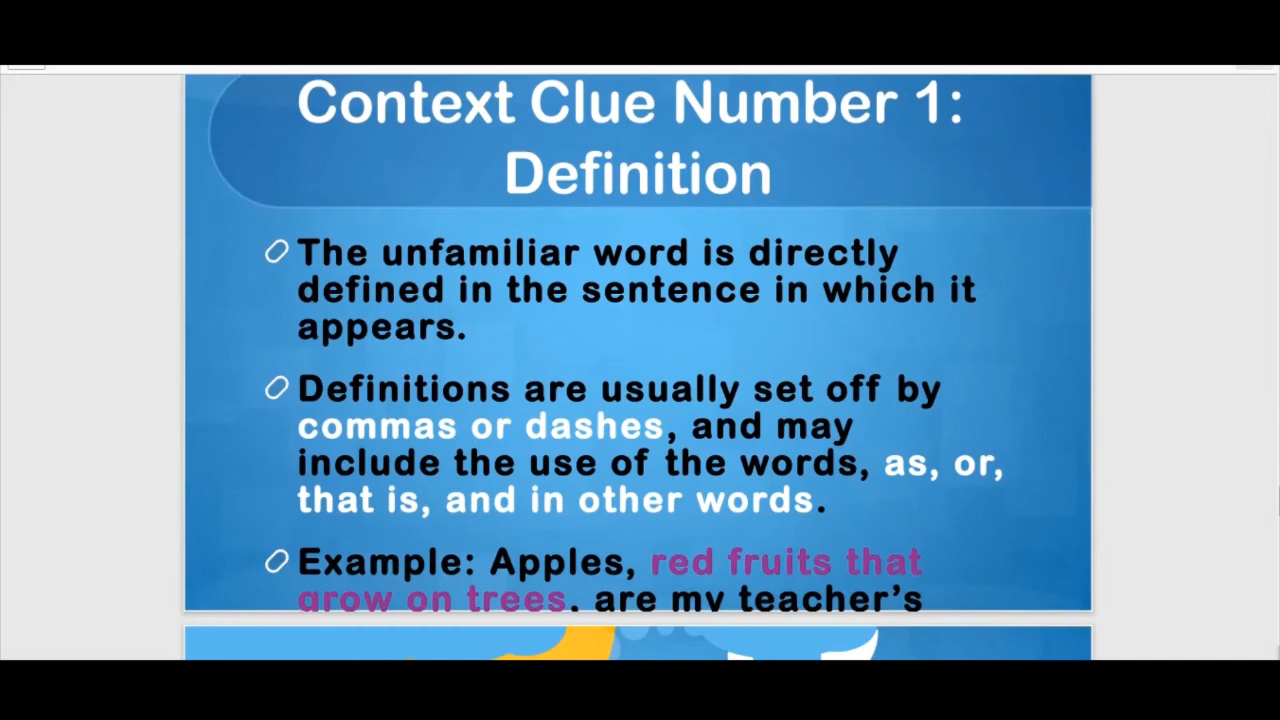 Context Clue Number 1:
Definition
The unfamiliar word is directly
defined in the sentence in which it
appears.
Definitions are usually set off by
commas or dashes, and may
include the use of the words, as, or,
that is, and in other words.
Example: Apples, red fruits that
grow on trees, are my teacher's